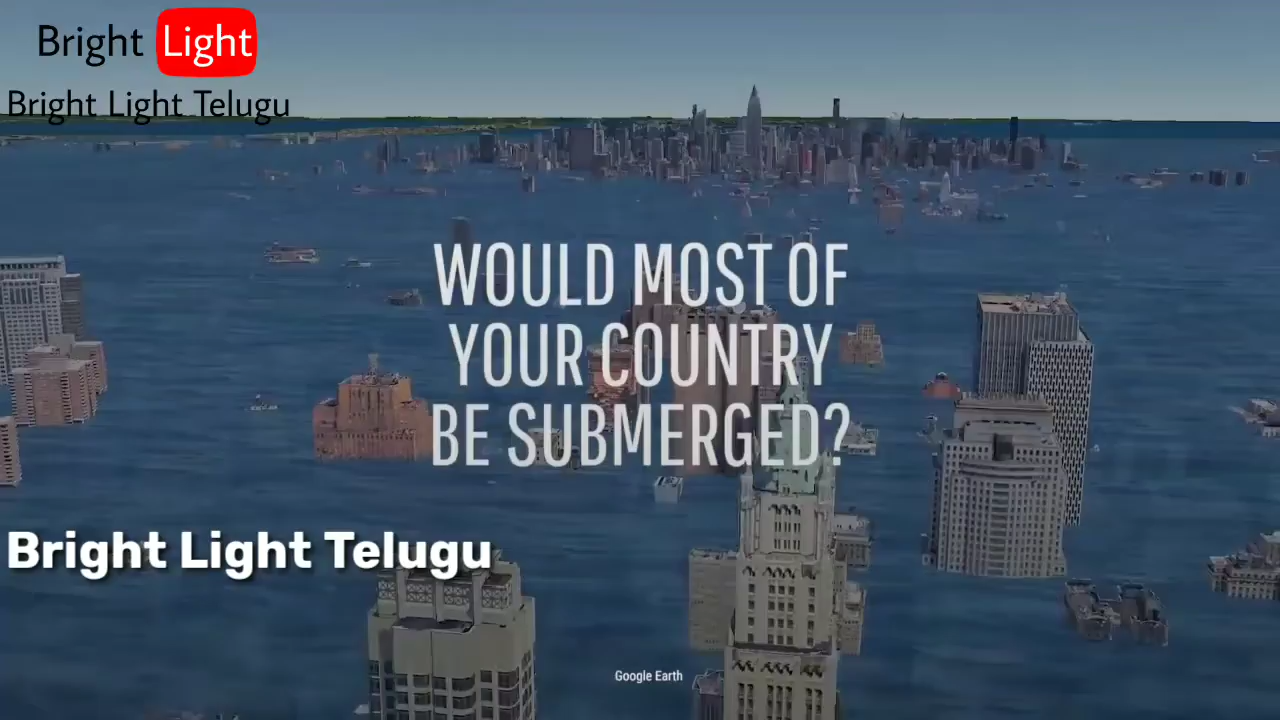 Bright Light
Bright Light Telugu
WOULD MOST OF
YOUR COUNTRY
BE SUBMERGED?
Bright Light Telugu
Google Earth